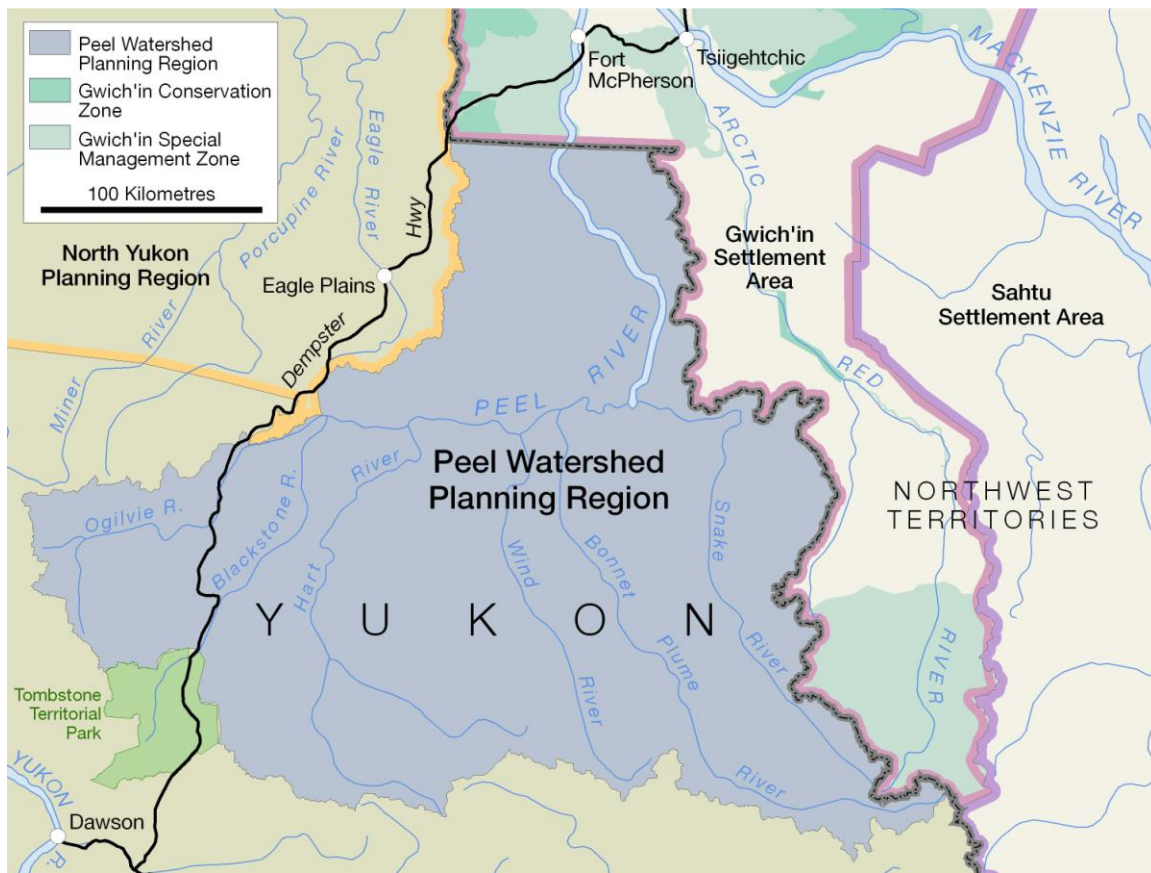 Peel Watershed
Planning Region
Gwich'in Conservation
Zone
Gwich'in Special
Management Zone
100 Kilometres
Fort
McPherson
Tsiigehtchic
MACKENZIE RIVER
Eagle River
Porcupine River
ARCTIC
North Yukon
Planning Region
Hwy
Eagle Plains
Gwich'in
Settlement
Area
Sahtu
Settlement Area
Dempster
Miner River
RIVER
RED
PEEL
Peel Watershed
Planning Region
River
NORTHWEST
TERRITORIES
Ogilvie R.
Blackstone R.
Hart
Wind
Bonnet
Snake
YUKON
Plume
River
River
RIVER
Tombstone
Territorial
Park
River
YUKON
R.
Dawson